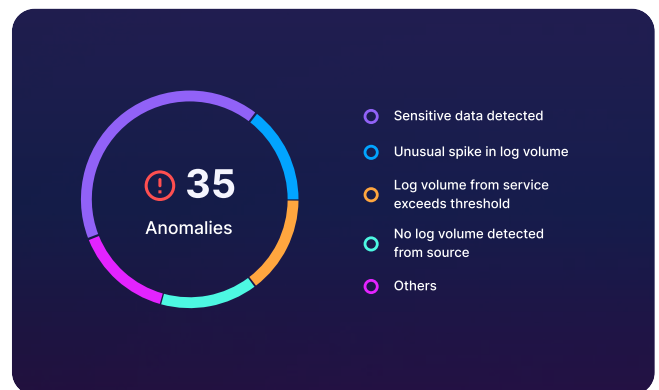 35
Anomalies
Sensitive data detected
Unusual spike in log volume
Log volume from service
exceeds threshold
No log volume detected
from source
Others